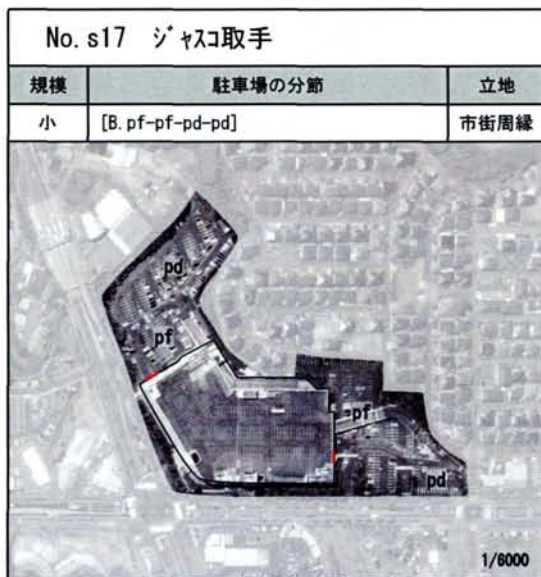 No.s17 ｼﾞｬｽｺ取手
規模 駐車場の分節 立地
小 [B.pf-pf-pd-pd] 市街周縁
pd
pf
pf
pd
1/6000